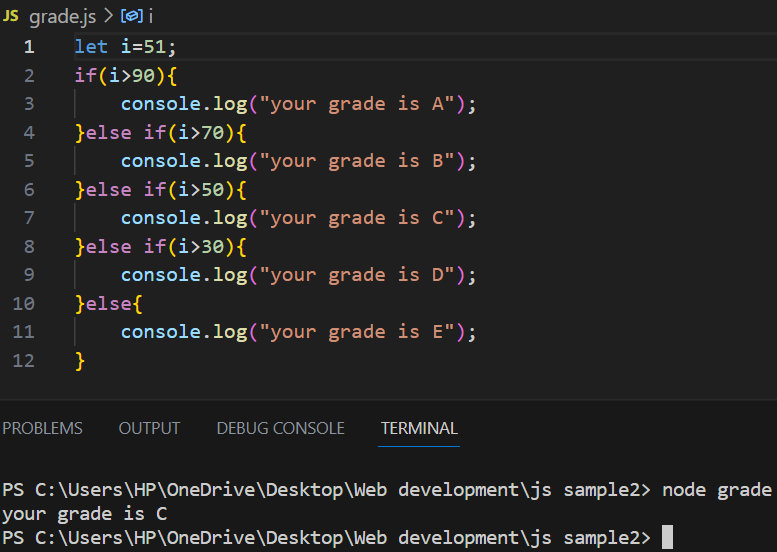 JS grade.js > i
1 let i=51;
2 if(i>90){
3     console.log("your grade is A");
4 }else if(i>70){
5     console.log("your grade is B");
6 }else if(i>50){
7     console.log("your grade is C");
8 }else if(i>30){
9     console.log("your grade is D");
10 }else{
11     console.log("your grade is E");
12 }
PROBLEMS OUTPUT DEBUG CONSOLE TERMINAL
PS C:\Users\HP\OneDrive\Desktop\Web development\js sample2> node grade
your grade is C
PS C:\Users\HP\OneDrive\Desktop\Web development\js sample2>